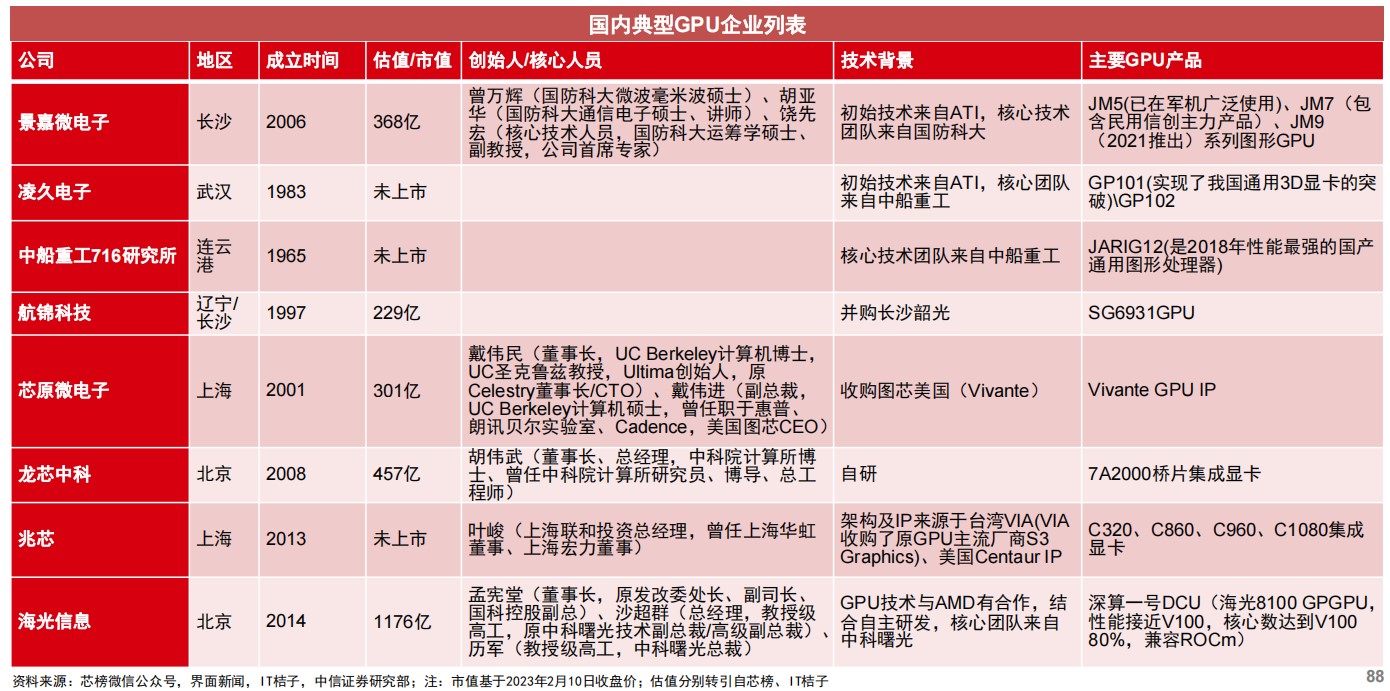 国内典型GPU企业列表
公司 地区 成立时间 估值/市值 创始人/核心人员 技术背景 主要GPU产品
景嘉微电子
长沙
2006
368亿
曾万辉（国防科大微波毫米波硕士）、胡亚
华（国防科大通信电子硕士、讲师）、饶先
宏（核心技术人员，国防科大运筹学硕士、
副教授，公司首席专家）
初始技术来自ATI，核心技术
团队来自国防科大
JM5(已在军机广泛使用)、JM7（包
含民用信创主力产品）、JM9
（2021推出）系列图形GPU
凌久电子
武汉
1983
未上市
初始技术来自ATI，核心团队
来自中船重工
GP101(实现了我国通用3D显卡的突
破)\GP102
中船重工716研究所
连云
港
1965
未上市
核心技术团队来自中船重工
JARIG12(是2018年性能最强的国产
通用图形处理器)
航锦科技
辽宁/
长沙
1997
229亿
并购长沙韶光
SG6931GPU
芯原微电子
上海
2001
301亿
戴伟民（董事长，UC Berkeley计算机博士，
UC圣克鲁兹教授，Ultima创始人，原
Celestry董事长/CTO）、戴伟进（副总裁，
UC Berkeley计算机硕士，曾任职于惠普、
朗讯贝尔实验室、Cadence，美国图芯CEO）
收购图芯美国（Vivante）
Vivante GPU IP
龙芯中科
北京
2008
457亿
胡伟武（董事长、总经理，中科院计算所博
士、曾任中科院计算所研究员、博导、总工
程师）
自研
7A2000桥片集成显卡
兆芯
上海
2013
未上市
叶峻（上海联和投资总经理，曾任上海华虹
董事、上海宏力董事）
架构及IP来源于台湾VIA(VIA
收购了原GPU主流厂商S3
Graphics)、美国Centaur IP
C320、C860、C960、C1080集成
显卡
海光信息
北京
2014
1176亿
孟宪堂（董事长，原发改委处长、副司长、
国科控股副总）、沙超群（总经理，教授级
高工，原中科曙光技术副总裁/高级副总裁）、
历军（教授级高工，中科曙光总裁）
GPU技术与AMD有合作，结
合自主研发，核心团队来自
中科曙光
深算一号DCU（海光8100 GPGPU，
性能接近V100，核心数达到V100
80%，兼容ROCm）
资料来源：芯榜微信公众号，界面新闻，IT桔子，中信证券研究部；注：市值基于2023年2月10日收盘价；估值分别转引自芯榜、IT桔子
88